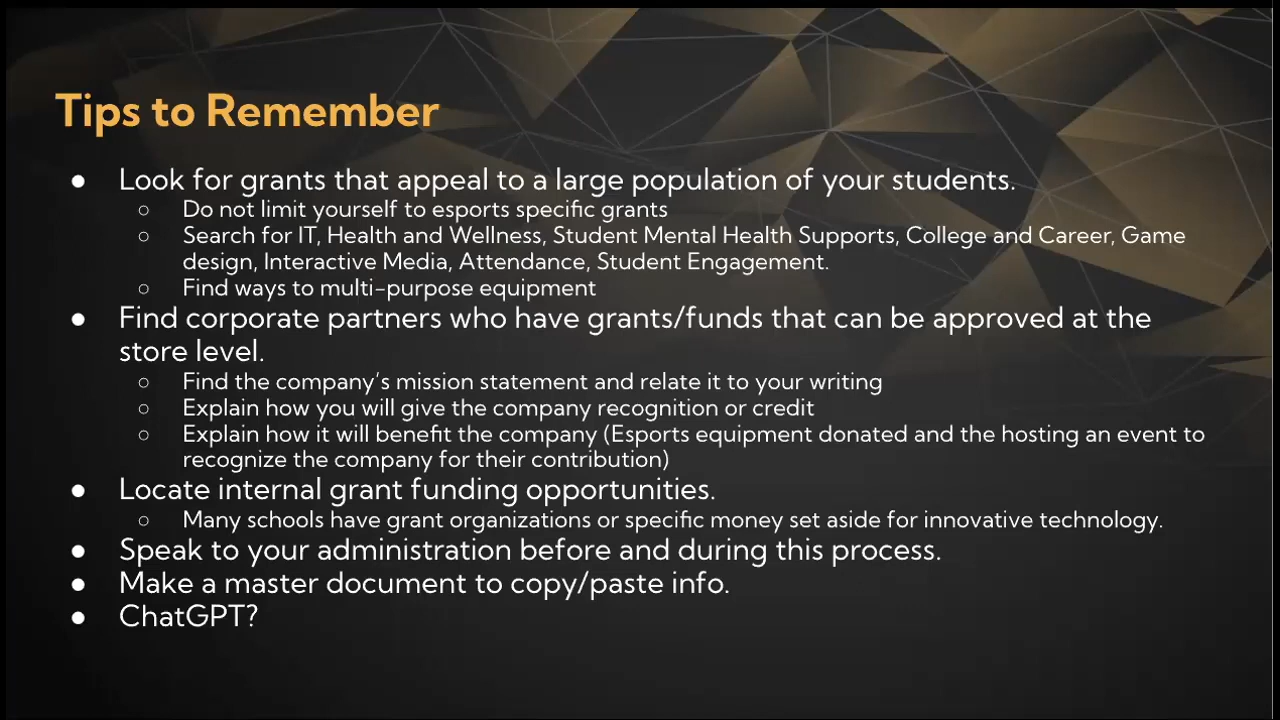 Tips to Remember
● Look for grants that appeal to a large population of your students.
○ Do not limit yourself to esports specific grants
○ Search for IT, Health and Wellness, Student Mental Health Supports, College and Career, Game
design, Interactive Media, Attendance, Student Engagement.
○ Find ways to multi-purpose equipment
● Find corporate partners who have grants/funds that can be approved at the
store level.
○ Find the company's mission statement and relate it to your writing
○ Explain how you will give the company recognition or credit
○ Explain how it will benefit the company (Esports equipment donated and the hosting an event to
recognize the company for their contribution)
● Locate internal grant funding opportunities.
○ Many schools have grant organizations or specific money set aside for innovative technology.
● Speak to your administration before and during this process.
● Make a master document to copy/paste info.
● ChatGPT?